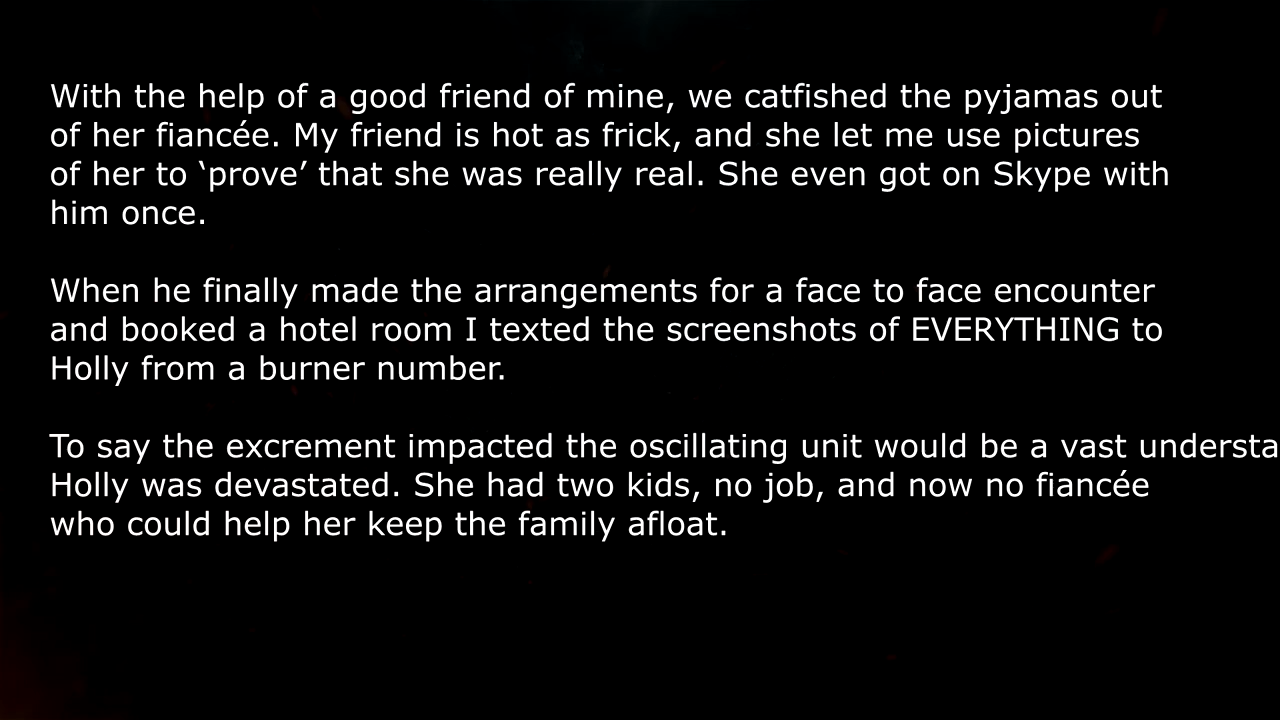 With the help of a good friend of mine, we catfished the pyjamas out
of her fiancée. My friend is hot as frick, and she let me use pictures
of her to ‘prove’ that she was really real. She even got on Skype with
him once.
When he finally made the arrangements for a face to face encounter
and booked a hotel room I texted the screenshots of EVERYTHING to
Holly from a burner number.
To say the excrement impacted the oscillating unit would be a vast understa
Holly was devastated. She had two kids, no job, and now no fiancée
who could help her keep the family afloat.